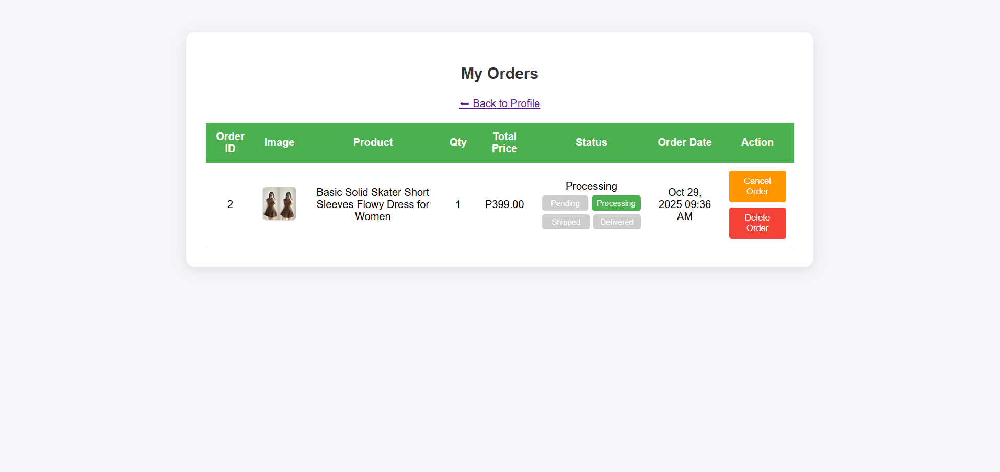 My Orders
← Back to Profile
Order ID
Image
Product
Qty
Total Price
Status
Order Date
Action
2
Basic Solid Skater Short
Sleeves Flowy Dress for
Women
1
₱399.00
Processing
Pending
Processing
Shipped
Delivered
Oct 29,
2025 09:36
AM
Cancel
Order
Delete
Order